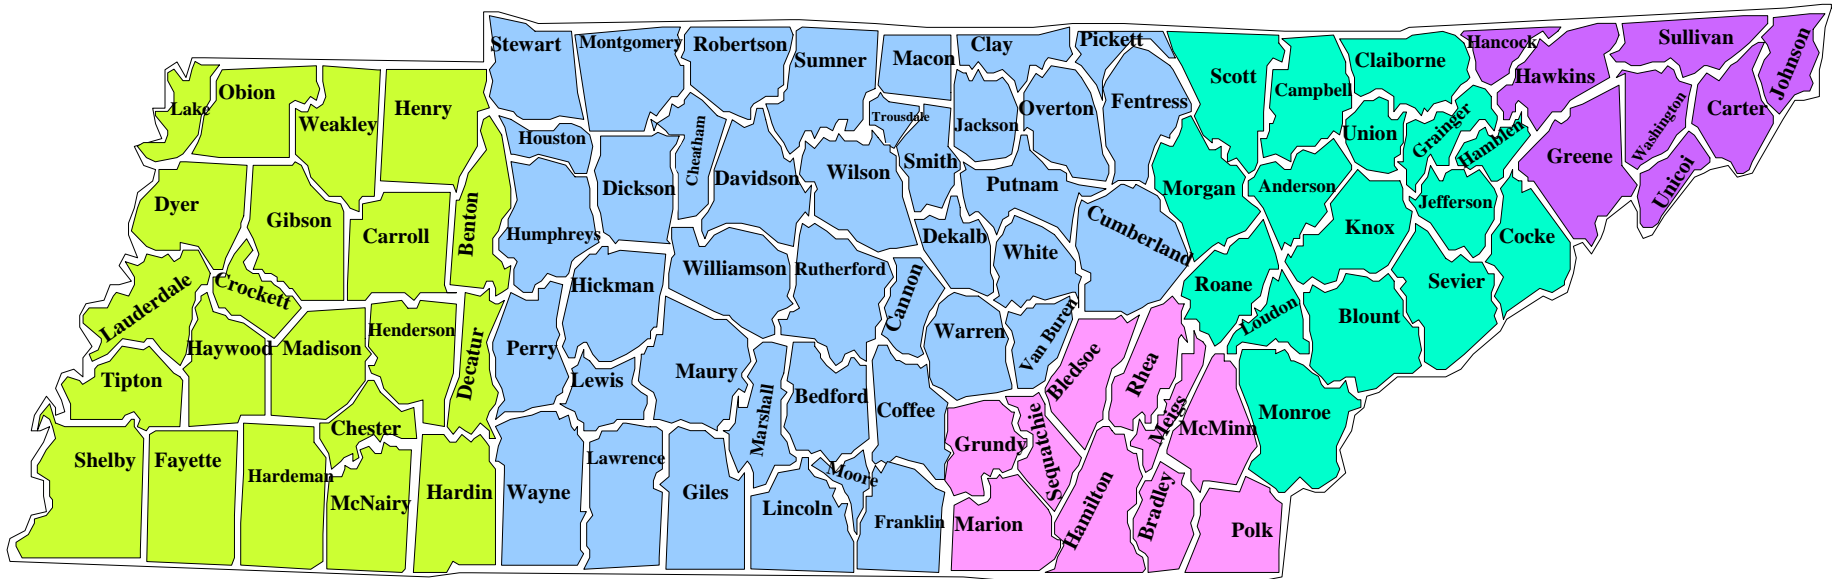 Stewart
Montgomery
Robertson
Sumner
Macon
Clay
Pickett
Scott
Campbell
Claiborne
Hancock
Hawkins
Sullivan
Johnson
Lake
Obion
Weakley
Henry
Houston
Cheatham
Trousdale
Jackson
Overton
Fentress
Union
Grainger
Hamblen
Washington
Carter
Dyer
Gibson
Carroll
Benton
Humphreys
Dickson
Davidson
Wilson
Smith
Putnam
Cumberland
Morgan
Anderson
Knox
Jefferson
Cocke
Greene
Unicoi
Lauderdale
Crockett
Haywood
Madison
Henderson
Decatur
Perry
Hickman
Williamson
Rutherford
Cannon
Dekalb
White
Warren
Van Buren
Roane
Loudon
Blount
Sevier
Tipton
Chester
Lewis
Maury
Marshall
Bedford
Coffee
Grundy
Sequatchie
Bledsoe
Rhea
Meigs
McMinn
Monroe
Shelby
Fayette
Hardeman
McNairy
Hardin
Wayne
Lawrence
Giles
Lincoln
Moore
Franklin
Marion
Hamilton
Bradley
Polk